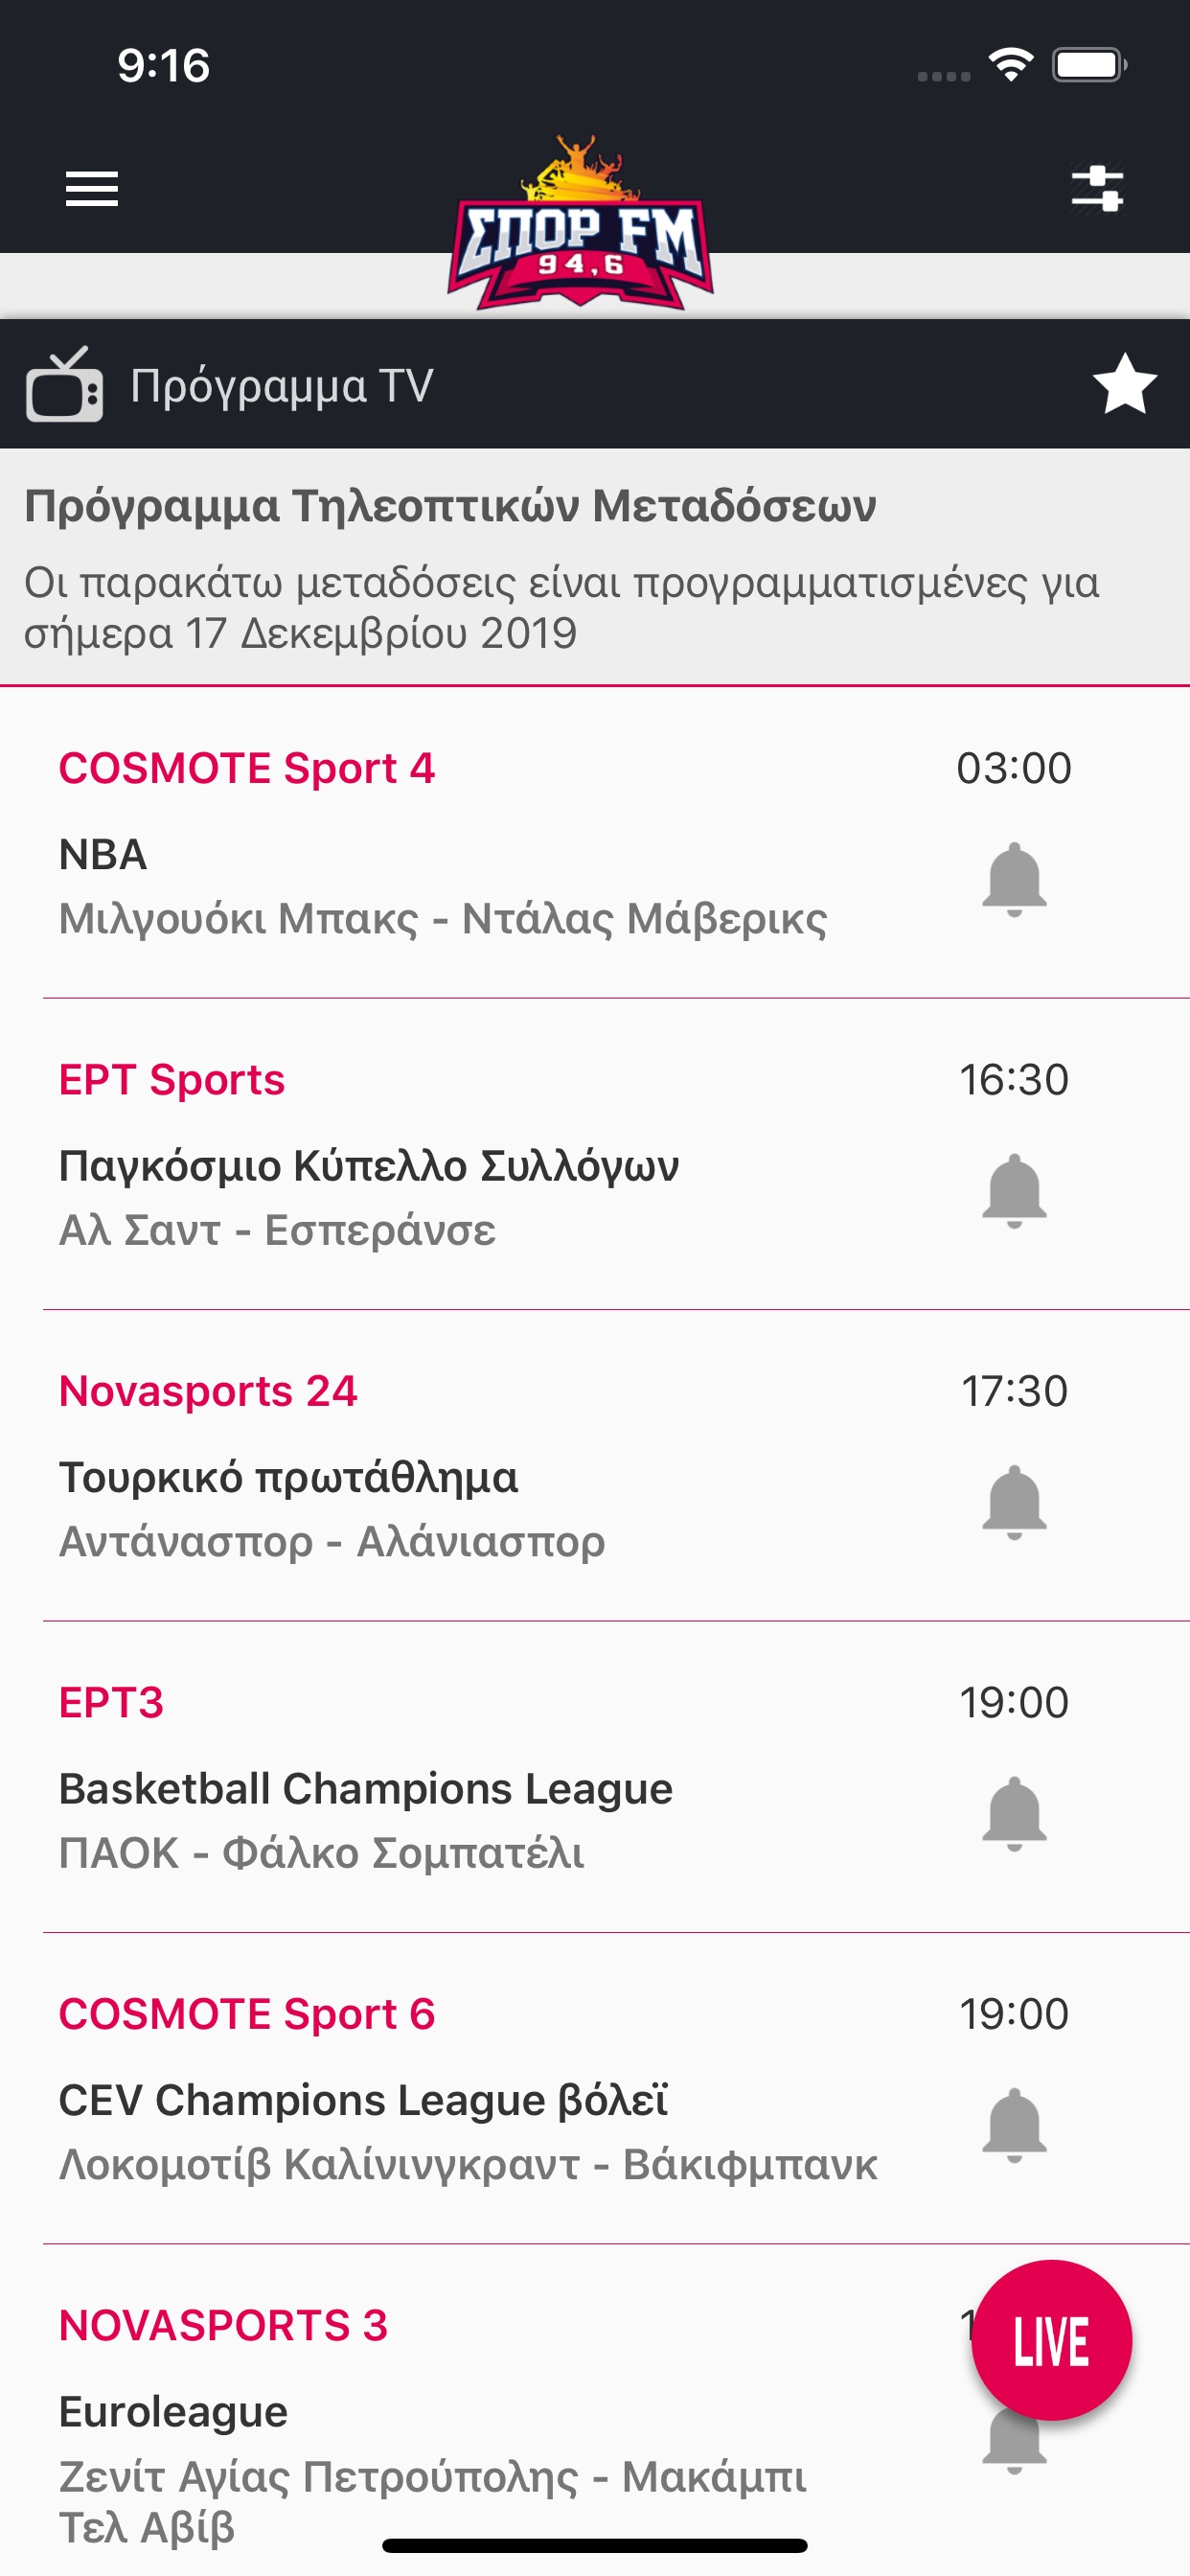 9:16
ΣΠΟΡ FM
94,6
Πρόγραμμα TV
Πρόγραμμα Τηλεοπτικών Μεταδόσεων
Οι παρακάτω μεταδόσεις είναι προγραμματισμένες για
σήμερα 17 Δεκεμβρίου 2019
COSMOTE Sport 4 03:00
NBA
Μιλγουόκι Μπακς - Ντάλας Μάβερικς
ΕΡΤ Sports 16:30
Παγκόσμιο Κύπελλο Συλλόγων
Αλ Σαντ - Εσπεράνσε
Novasports 24 17:30
Τουρκικό πρωτάθλημα
Αντάνασπορ - Αλάνιασπορ
ΕΡΤ3 19:00
Basketball Champions League
ΠΑΟΚ - Φάλκο Σομπατέλι
COSMOTE Sport 6 19:00
CEV Champions League βόλεϊ
Λοκομοτίβ Καλίνινγκραντ - Βάκιφμπανκ
NOVASPORTS 3
LIVE
Euroleague
Ζενίτ Αγίας Πετρούπολης - Μακάμπι
Τελ Αβίβ